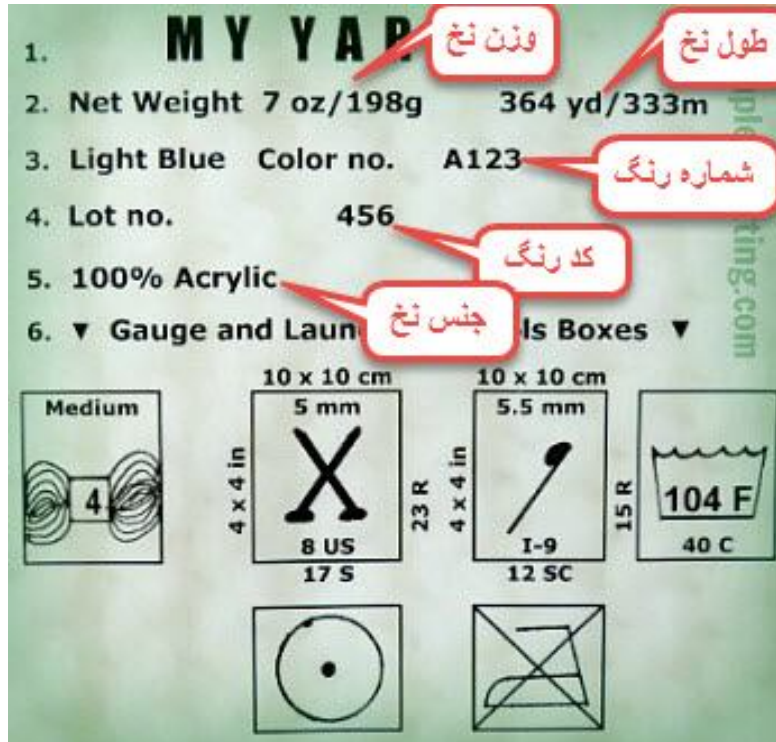 1. MY YAR
وزن نخ
طول نخ
2. Net Weight 7 oz/198g 364 yd/333m
3. Light Blue Color no. A123
شماره رنگ
4. Lot no. 456
کد رنگ
5. 100% Acrylic
جنس نخ
6. ▼ Gauge and Laun ls Boxes ▼
ting.com
10 x 10 cm
10 x 10 cm
Medium
5 mm
5.5 mm
4 x 4 in
23 R
4 x 4 in
15 R
4
104 F
8 US
I-9
40 C
17 S
12 SC